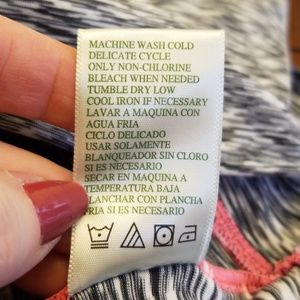 MACHINE WASH COLD
DELICATE CYCLE
ONLY NON-CHLORINE
BLEACH WHEN NEEDED
TUMBLE DRY LOW
COOL IRON IF NECESSARY
LAVAR A MAQUINA CON
AGUA FRIA
CICLO DELICADO
USAR SOLAMENTE
BLANQUEADOR SIN CLORO
SI ES NECESARIO
SECAR EN MAQUINA A
TEMPERATURA BAJA
PLANCHAR CON PLANCHA
FRIA SI ES NECESARIO